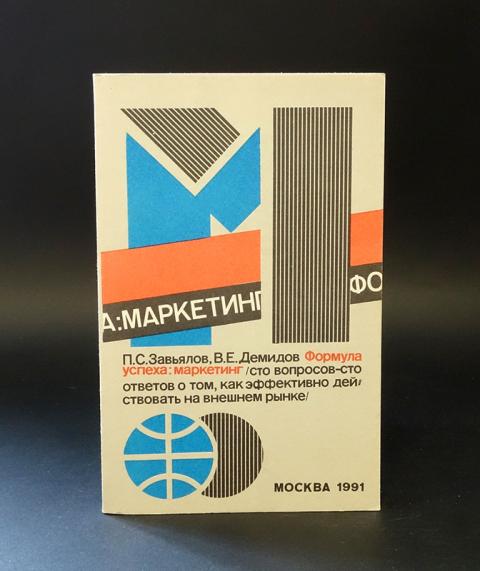 А:МАРКЕТИНГ
ФО
П.С.Завьялов, В.Е.Демидов Формула
успеха: маркетинг /сто вопросов-сто
ответов о том, как эффективно дей/
ствовать на внешнем рынке/
МОСКВА 1991